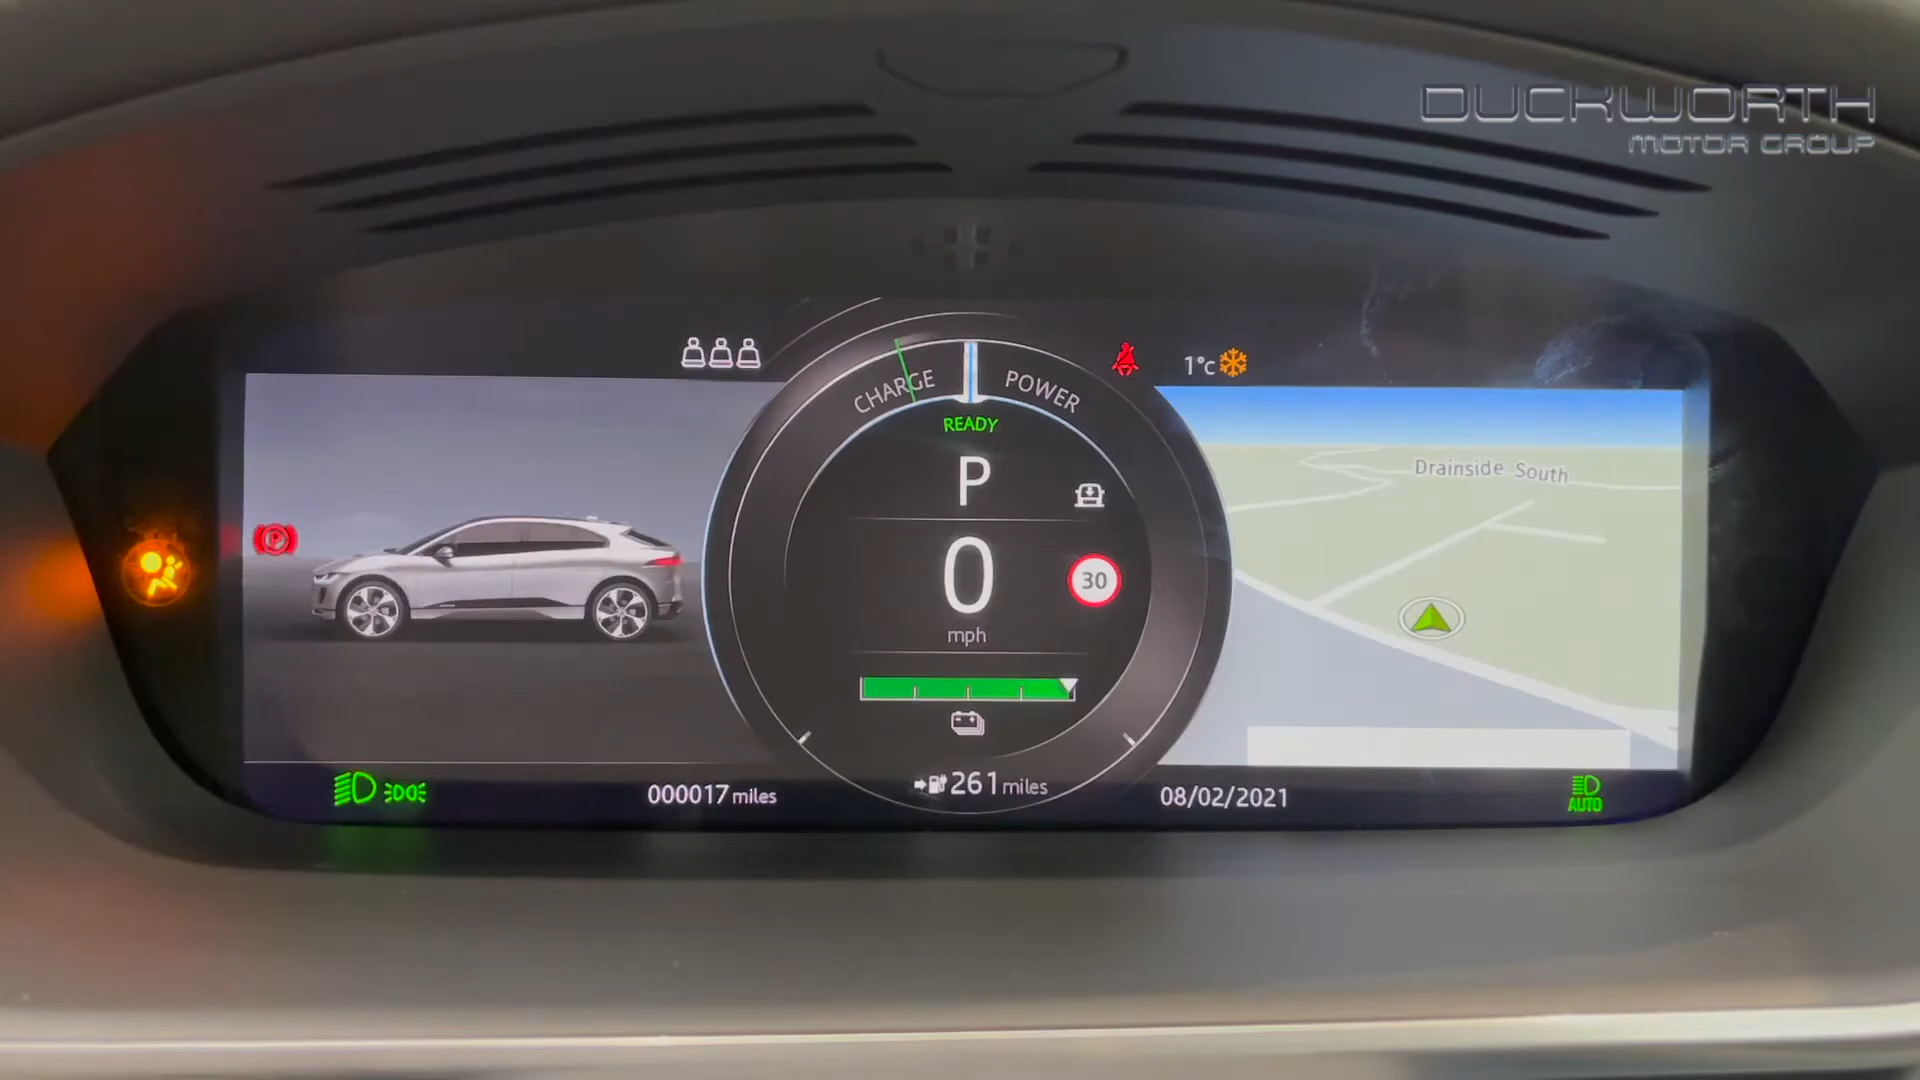 DUCKWORTH
MOTOR GROUP
CHARGE
POWER
1°c
READY
P
Drainside South
0
30
mph
P
000017 miles
261 miles
08/02/2021
AUTO